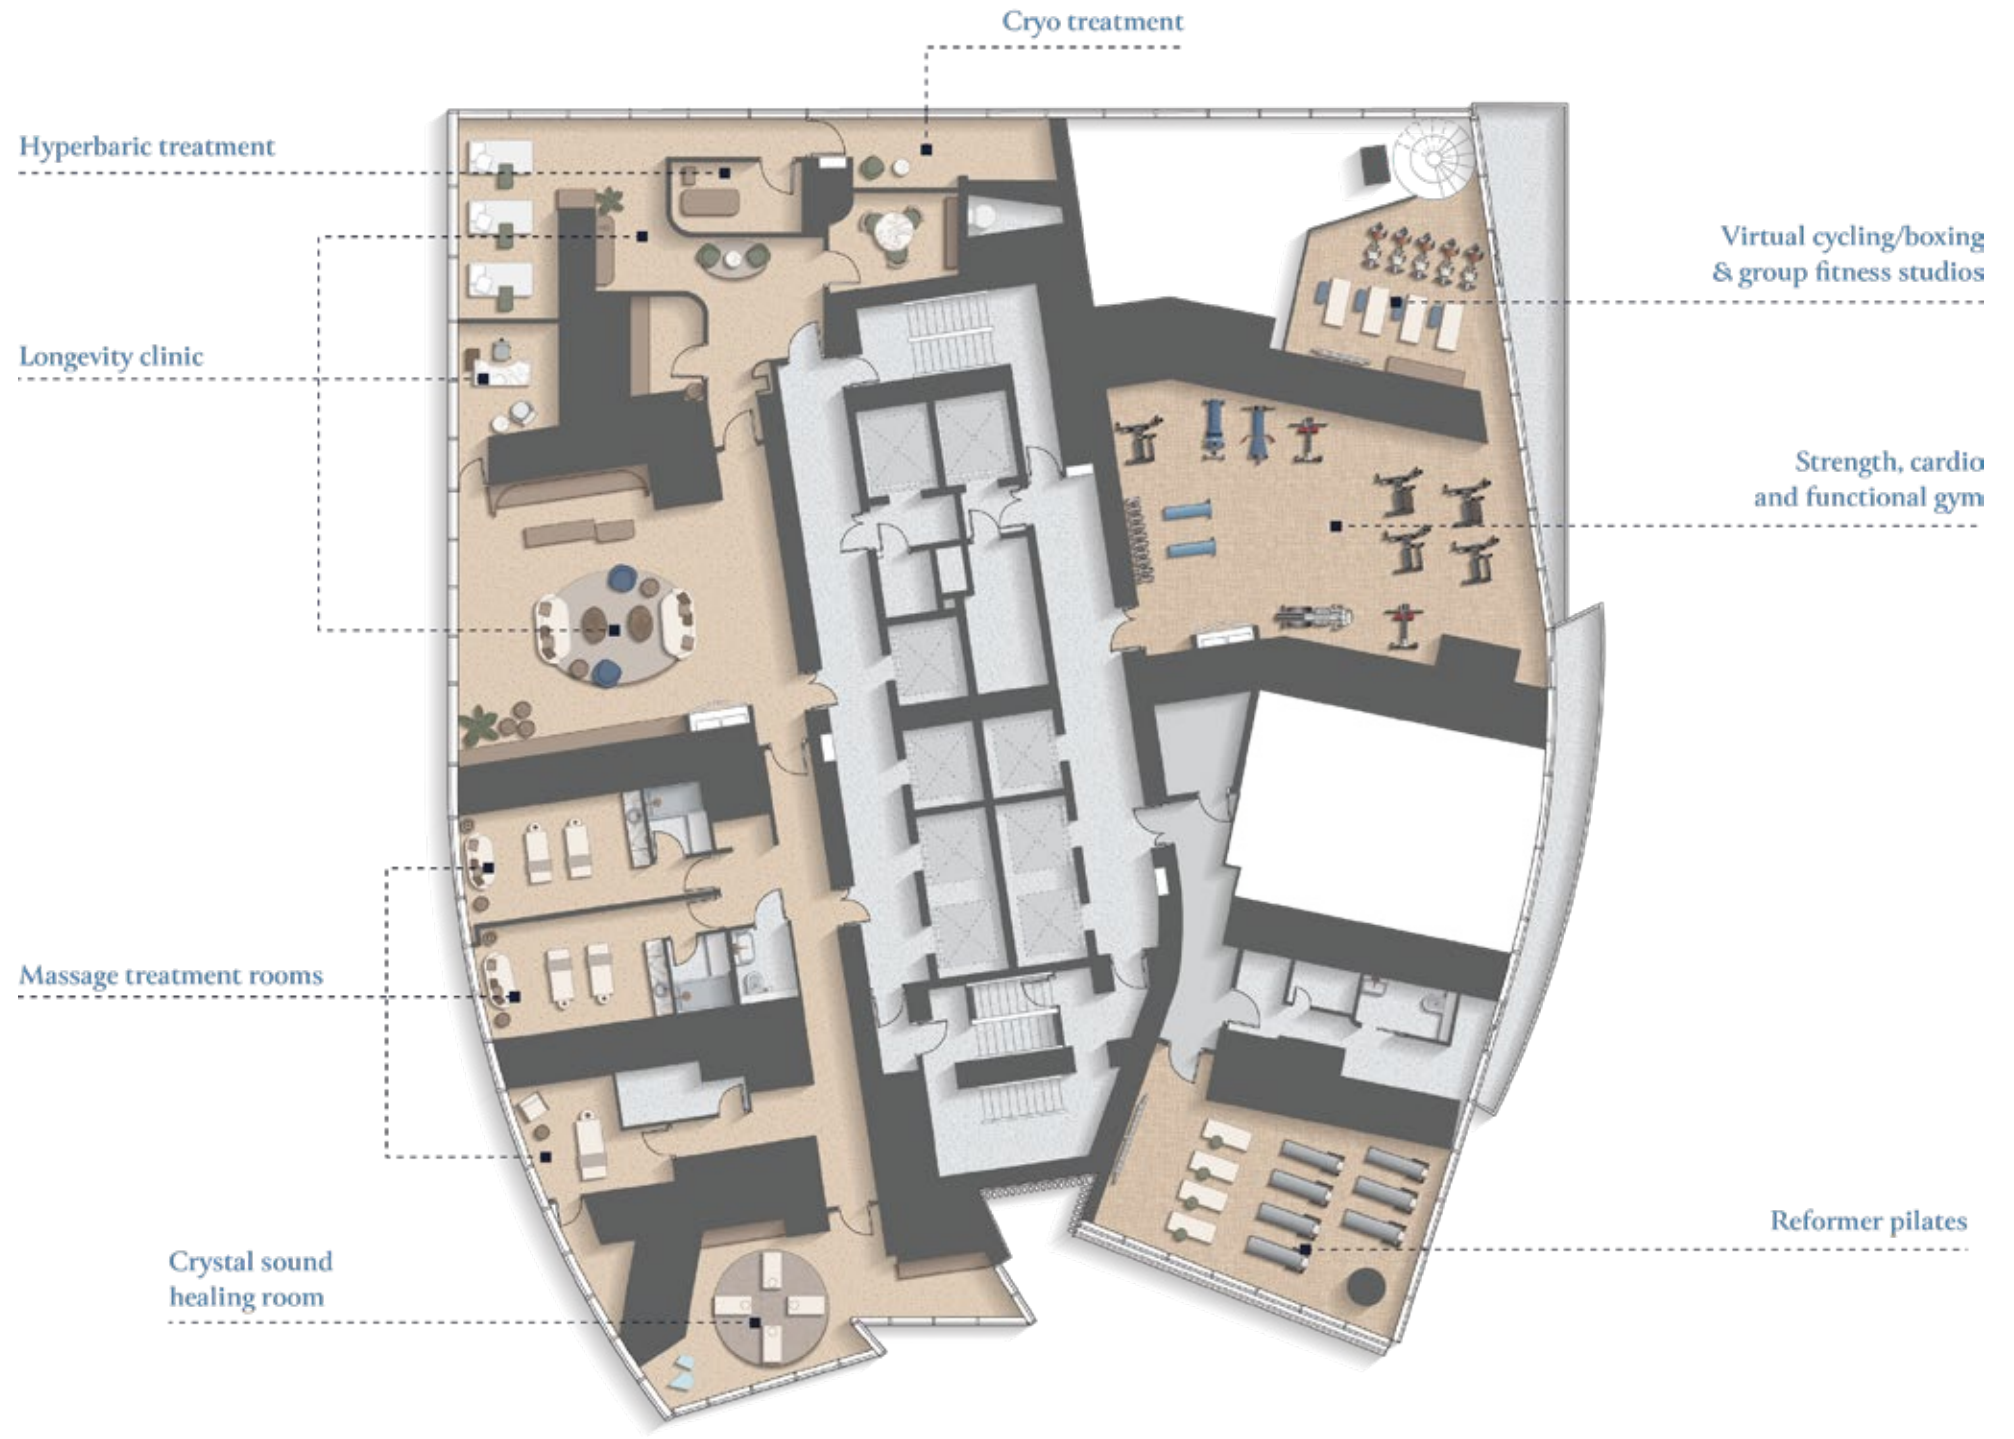 Cryo treatment
Hyperbaric treatment
Virtual cycling/boxing
& group fitness studios
Longevity clinic
Strength, cardio
and functional gym
Massage treatment rooms
Reformer pilates
Crystal sound
healing room